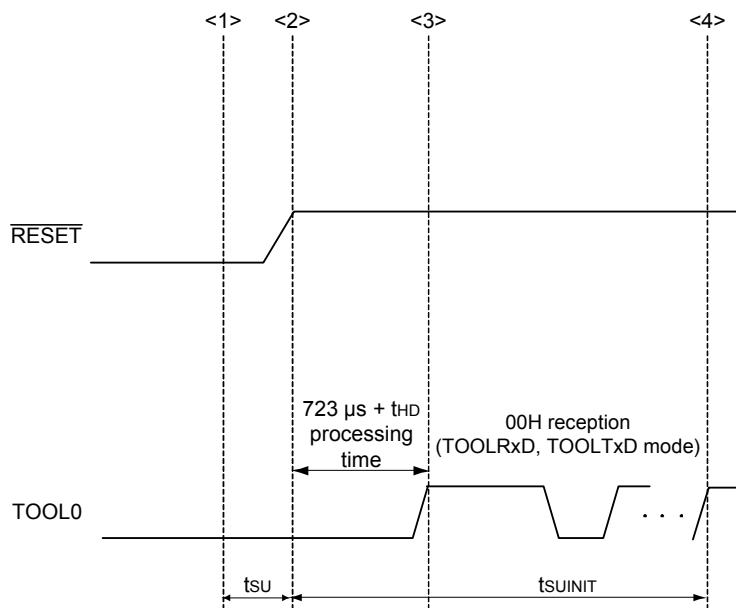 <1> <2> <3> <4>
RESET
723 µs + tHD
processing
time
00H reception
(TOOLRxD, TOOLTxD mode)
TOOL0
. . .
tSU
tSUINIT